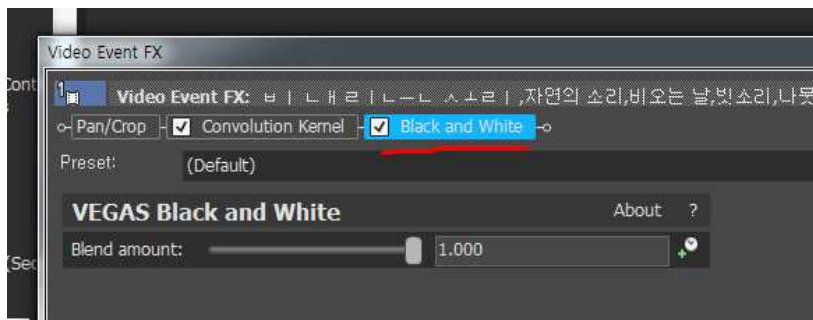 Video Event FX
Cont
1
Video Event FX: ㅂㅣㄴㅐㄹㅣㄴㅡㄴ ㅅㅗㄹㅣ,자연의 소리,비오는 날,빗소리,나뭇
Pan/Crop Convolution Kernel Black and White
Preset: (Default)
VEGAS Black and White About ?
Blend amount: 1.000
(Sec